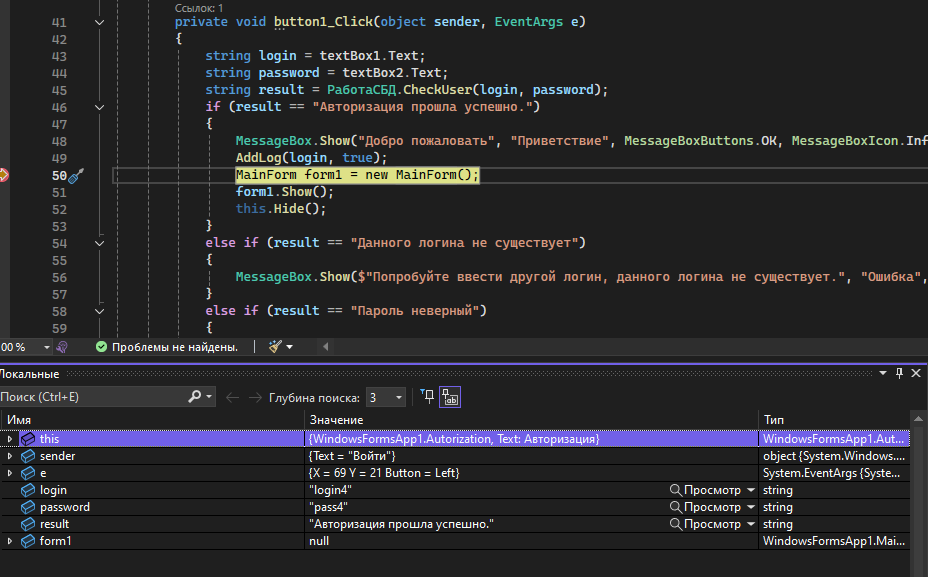 Ссылок: 1
41 private void button1_Click(object sender, EventArgs e)
42 {
43 string login = textBox1.Text;
44 string password = textBox2.Text;
45 string result = РаботаСБД.CheckUser(login, password);
46 if (result == "Авторизация прошла успешно.")
47 {
48 MessageBox.Show("Добро пожаловать", "Приветствие", MessageBoxButtons.OK, MessageBoxIcon.Inf
49 AddLog(login, true);
50 MainForm form1 = new MainForm();
51 form1.Show();
52 this.Hide();
53 }
54 else if (result == "Данного логина не существует")
55 {
56 MessageBox.Show($"Попробуйте ввести другой логин, данного логина не существует.", "Ошибка",
57 }
58 else if (result == "Пароль неверный")
59 {
00 % Проблемы не найдены.
Локальные
Поиск (Ctrl+E) Глубина поиска: 3
Имя Значение Тип
this {WindowsFormsApp1.Autorization, Text: Авторизация} WindowsFormsApp1.Aut...
sender {Text = "Войти"} object {System.Windows....
e {X = 69 Y = 21 Button = Left} System.EventArgs {Syste...
login "login4" Просмотр string
password "pass4" Просмотр string
result "Авторизация прошла успешно." Просмотр string
form1 null WindowsFormsApp1.Mai...